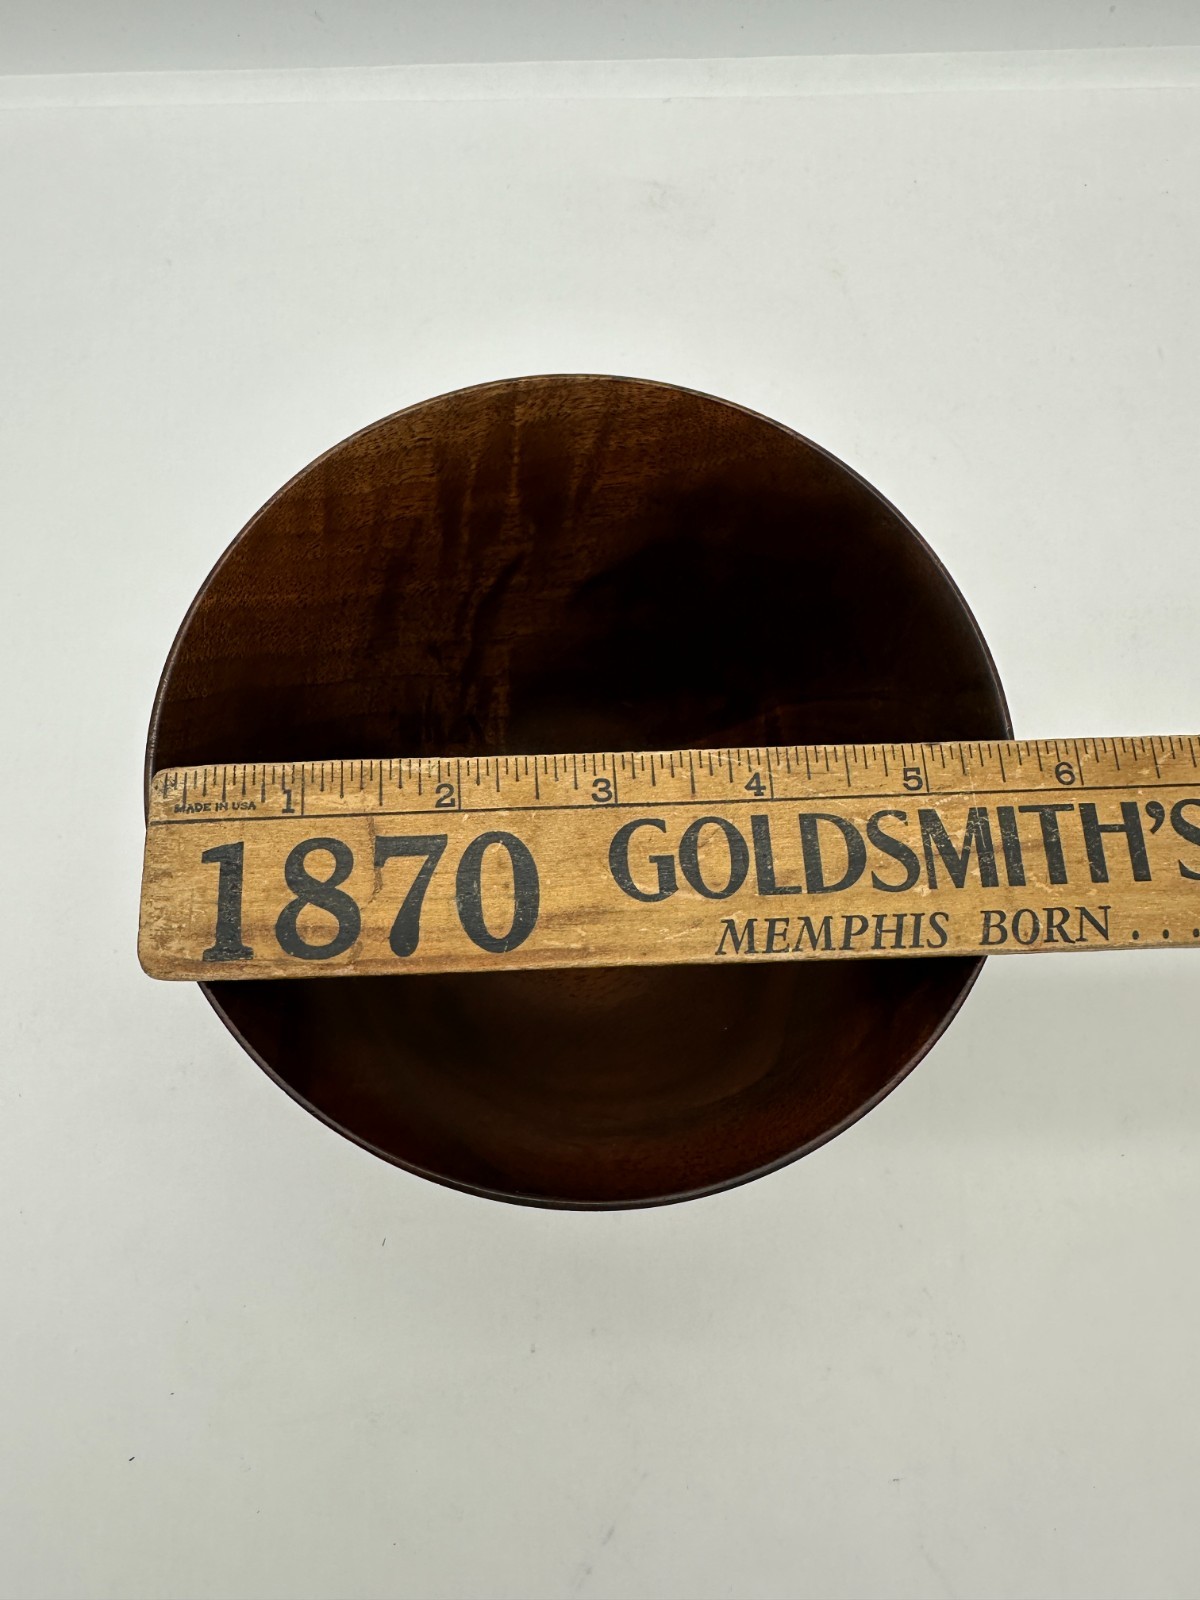 1 2 3 4 5 6
MADE IN USA
1870 GOLDSMITH'S
MEMPHIS BORN . . .